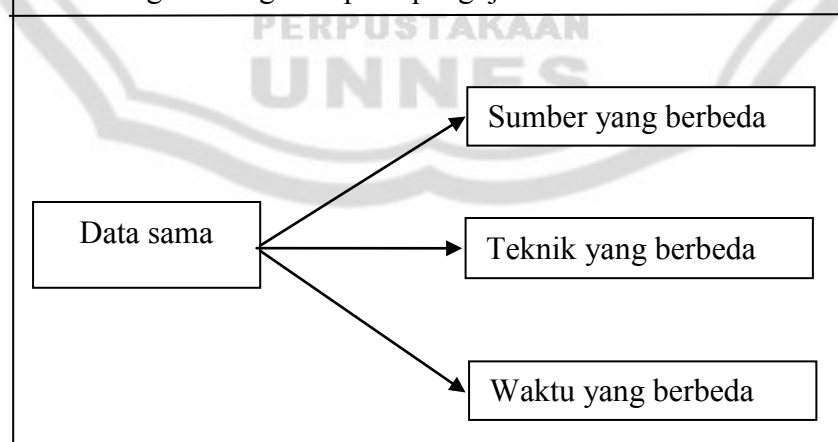 PERPUSTAKAAN
UNNES
Sumber yang berbeda
Data sama
Teknik yang berbeda
Waktu yang berbeda